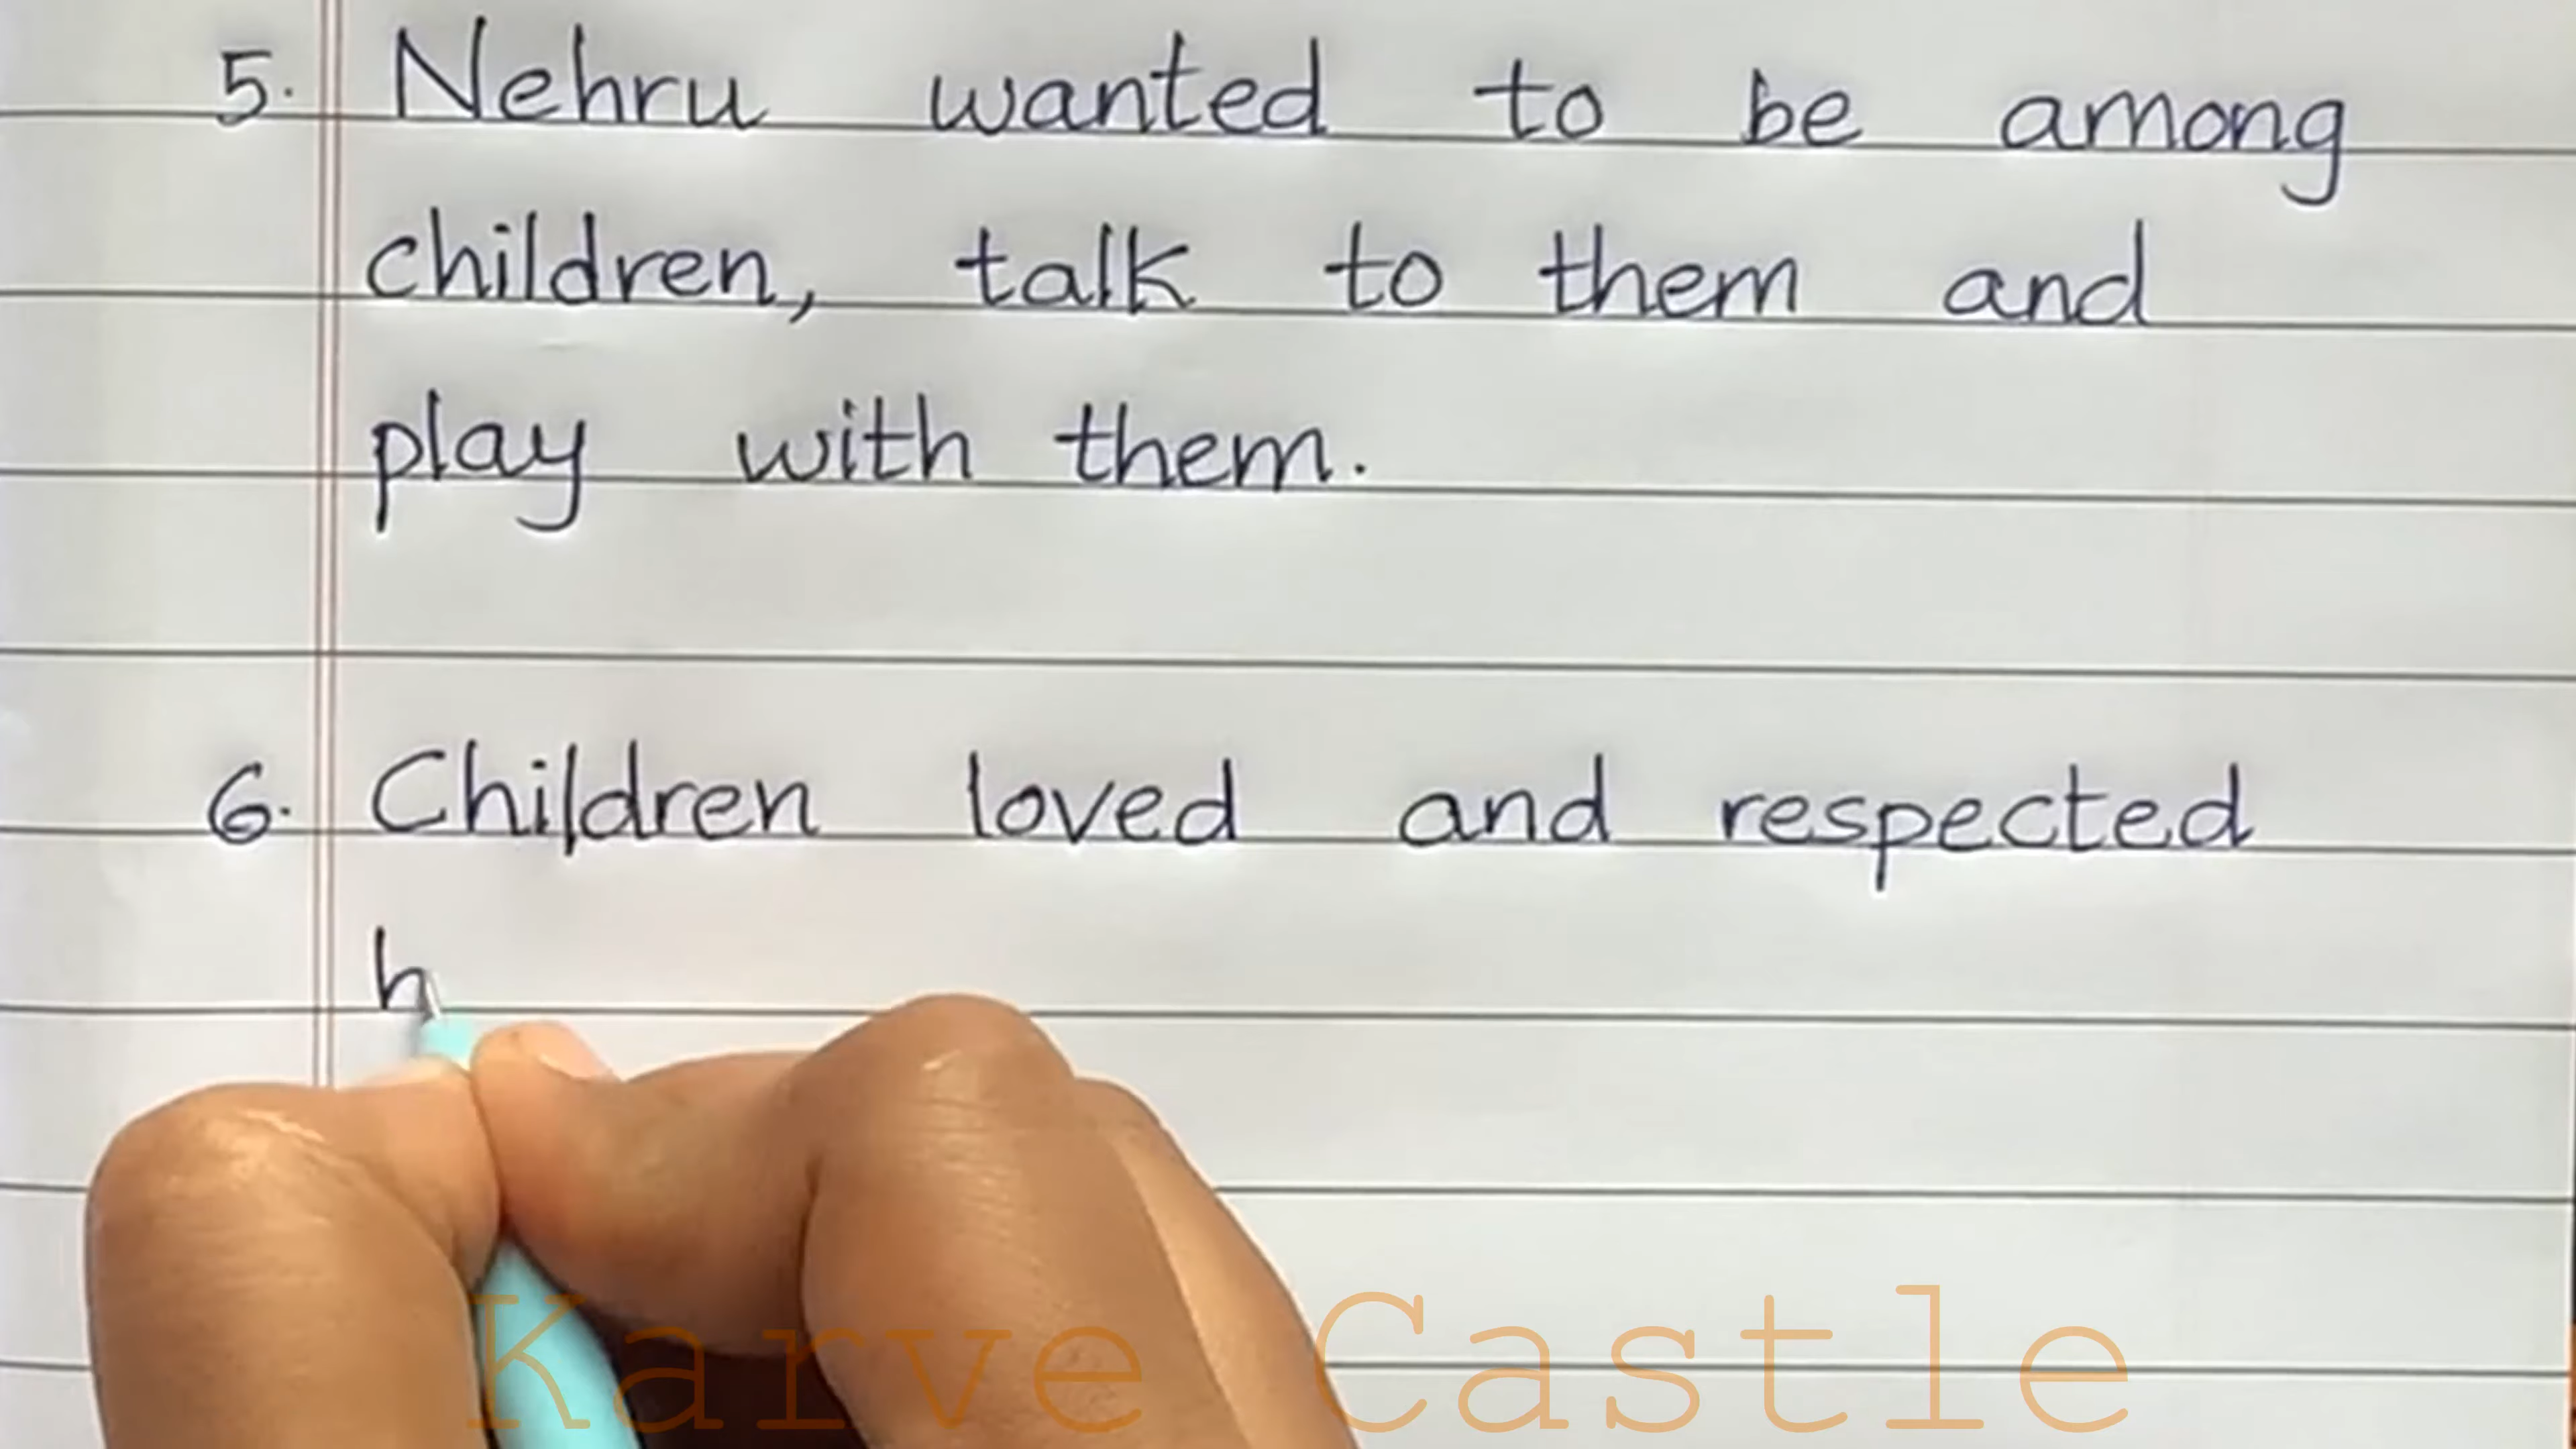 5. Nehru wanted to be among
children, talk to them and
play with them.
6. Children loved and respected
h
Karve Castle